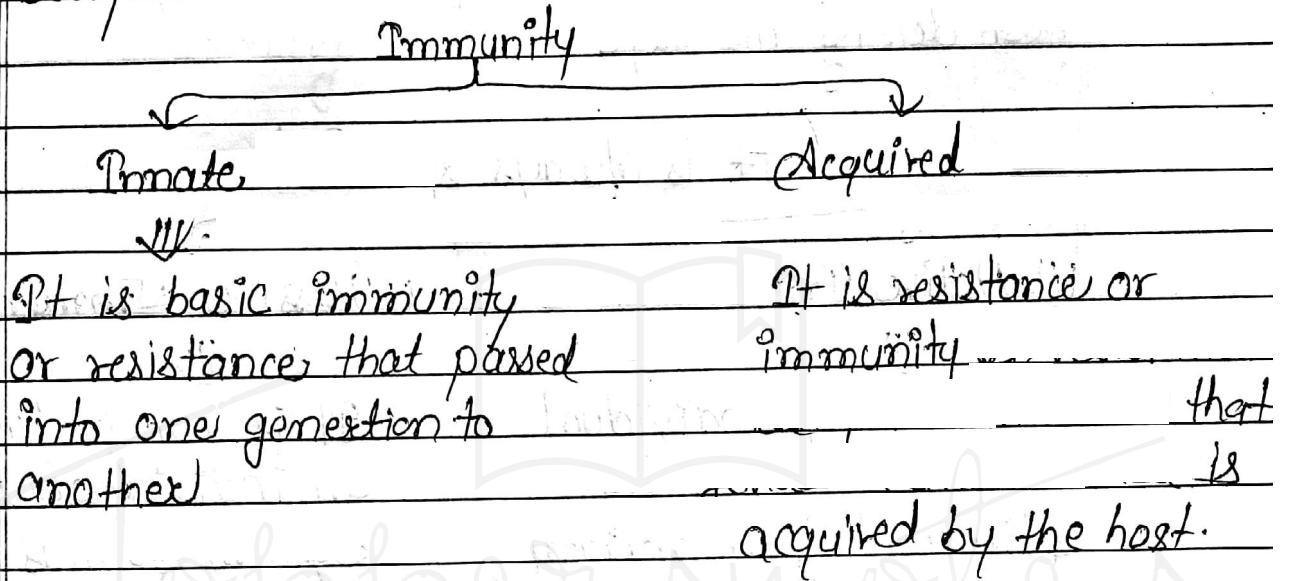 Immunity
Innate
Acquired
It is basic immunity
or resistance that passed
into one genertion to
another
It is resistance or
immunity
that
is
acquired by the host.